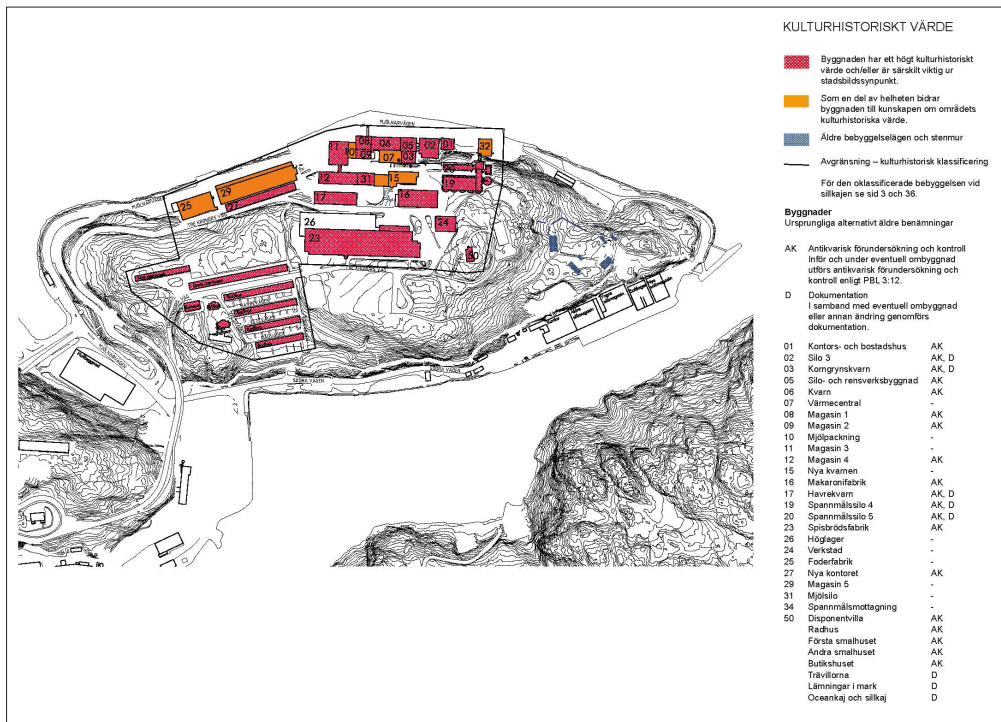 KULTURHISTORISKT VÄRDE
Byggnaden har ett högt kulturhistoriskt
värde och/eller är särskilt viktig ur
stadsbildssynpunkt.
Som en del av helheten bidrar
byggnaden till kunskapen om områdets
kulturhistoriska värde.
Äldre bebyggelselägen och stenmur
Avgränsning – kulturhistorisk klassificering
För den oklassificerade bebyggelsen vid
sillkajen se sid 3 och 36.
Byggnader
Ursprungliga alternativt äldre benämningar
AK Antikvarisk förundersökning och kontroll
Inför och under eventuell ombyggnad
utförs antikvarisk förundersökning och
kontroll enligt PBL 3:12.
D Dokumentation
I samband med eventuell ombyggnad
eller annan ändring genomförs
dokumentation.
01 Kontors- och bostadshus AK
02 Silo 3 AK, D
03 Korngrynskvarn AK, D
05 Silo- och rensverksbyggnad AK
06 Kvarn AK
07 Värmecentral -
08 Magasin 1 AK
09 Magasin 2 AK
10 Mjölpackning -
11 Magasin 3 -
12 Magasin 4 AK
15 Nya kvarnen -
16 Makaronifabrik AK
17 Havrekvarn AK, D
19 Spannmålssilo 4 AK, D
20 Spannmålssilo 5 AK, D
23 Spisbrödsfabrik AK
26 Höglager -
24 Verkstad -
25 Foderfabrik -
27 Nya kontoret AK
29 Magasin 5 -
31 Mjölsilo -
34 Spannmålsmottagning -
50 Disponentvilla AK
Radhus AK
Första smalhuset AK
Andra smalhuset AK
Butikshuset AK
Trävillorna D
Lämningar i mark D
Oceankaj och sillkaj D
MJÖLNARVÄGEN
08
06
05
02
01
32
09
07
03
12
31
15
20
19
17
16
29
25
27
26
24
23
50
SÖDRA VÄGEN